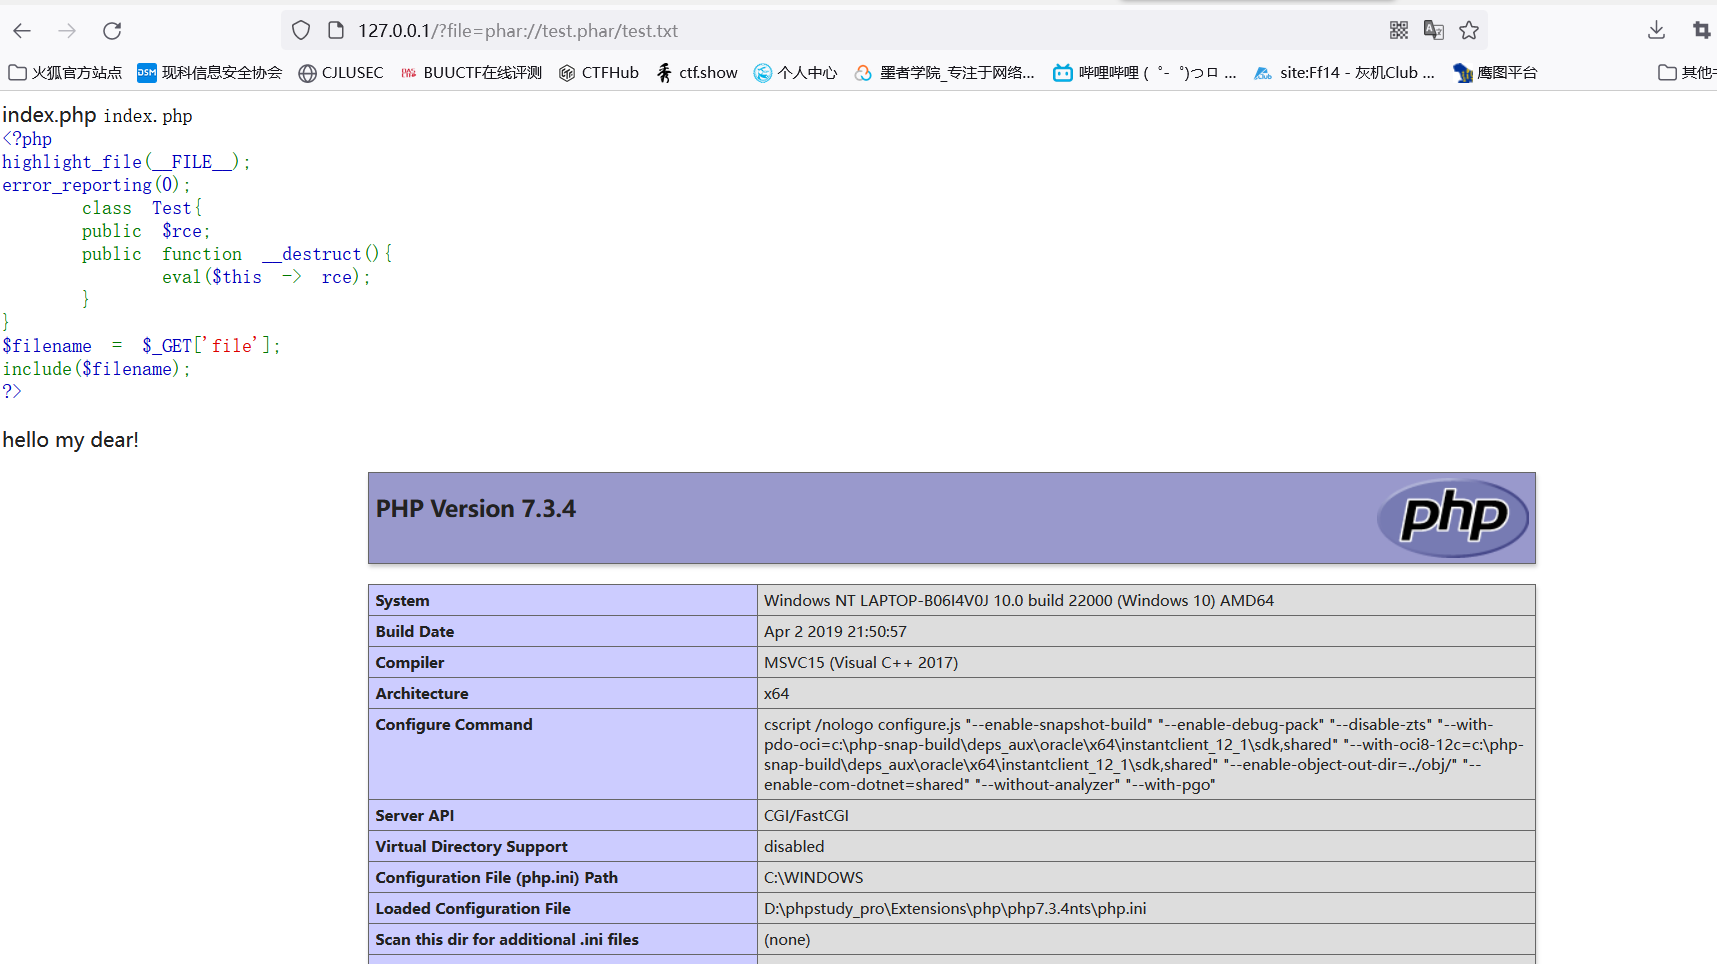 127.0.0.1/?file=phar://test.phar/test.txt
火狐官方站点 DSM 现科信息安全协会 CJLUSEC BUUCTF在线评测 CTFHub ctf.show 个人中心 墨者学院_专注于网络... 哔哩哔哩 ( ゜- ゜)つロ ... site:Ff14 - 灰机Club ... 鹰图平台 其他
index.php index.php
<?php
highlight_file(__FILE__);
error_reporting(0);
class Test{
public $rce;
public function __destruct(){
eval($this -> rce);
}
}
$filename = $_GET['file'];
include($filename);
?>
hello my dear!
PHP Version 7.3.4
php
System Windows NT LAPTOP-B06I4V0J 10.0 build 22000 (Windows 10) AMD64
Build Date Apr 2 2019 21:50:57
Compiler MSVC15 (Visual C++ 2017)
Architecture x64
Configure Command cscript /nologo configure.js "--enable-snapshot-build" "--enable-debug-pack" "--disable-zts" "--with-
pdo-oci=c:\php-snap-build\deps_aux\oracle\x64\instantclient_12_1\sdk,shared" "--with-oci8-12c=c:\php-
snap-build\deps_aux\oracle\x64\instantclient_12_1\sdk,shared" "--enable-object-out-dir=../obj/" "--
enable-com-dotnet=shared" "--without-analyzer" "--with-pgo"
Server API CGI/FastCGI
Virtual Directory Support disabled
Configuration File (php.ini) Path C:\WINDOWS
Loaded Configuration File D:\phpstudy_pro\Extensions\php\php7.3.4nts\php.ini
Scan this dir for additional .ini files (none)